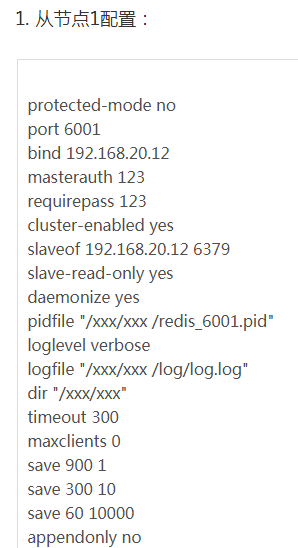 1. 从节点1配置：
protected-mode no
port 6001
bind 192.168.20.12
masterauth 123
requirepass 123
cluster-enabled yes
slaveof 192.168.20.12 6379
slave-read-only yes
daemonize yes
pidfile "/xxx/xxx /redis_6001.pid"
loglevel verbose
logfile "/xxx/xxx /log/log.log"
dir "/xxx/xxx"
timeout 300
maxclients 0
save 900 1
save 300 10
save 60 10000
appendonly no